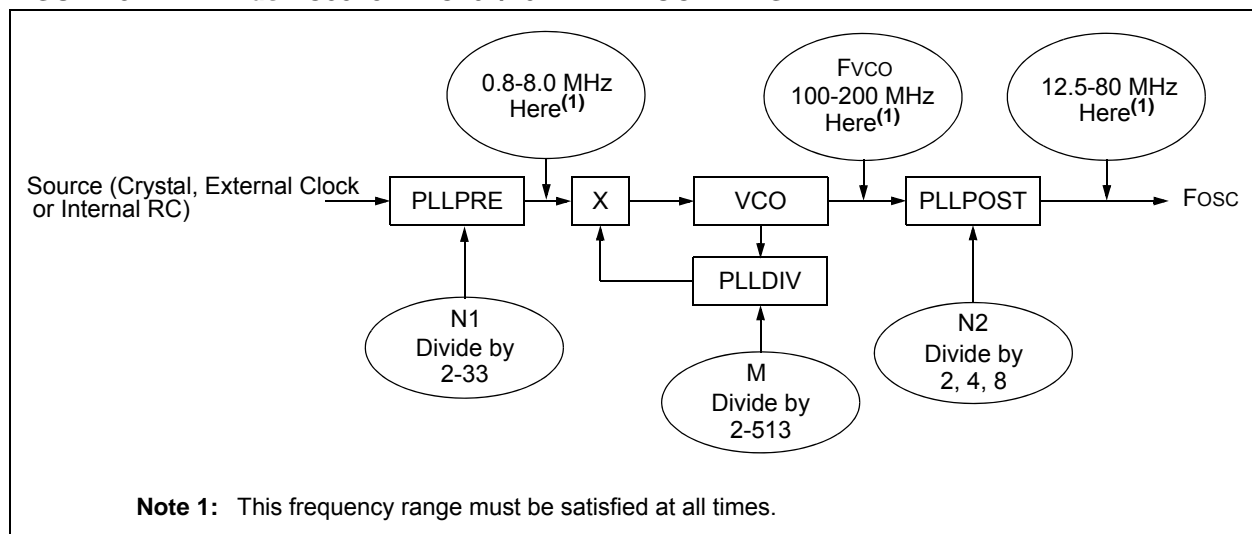 0.8-8.0 MHz
Here(1)
FVCO
100-200 MHz
Here(1)
12.5-80 MHz
Here(1)
Source (Crystal, External Clock
or Internal RC)
PLLPRE
X
VCO
PLLPOST
FOSC
PLLDIV
N1
Divide by
2-33
M
Divide by
2-513
N2
Divide by
2, 4, 8
Note 1: This frequency range must be satisfied at all times.